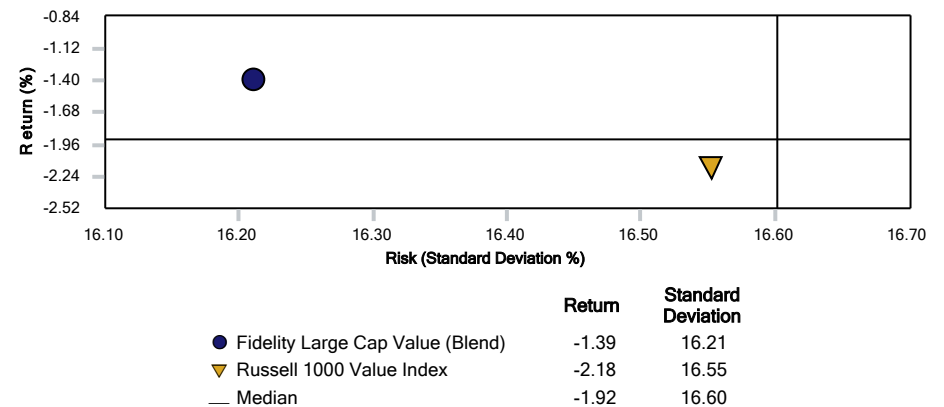 -0.84
-1.12
-1.40
-1.68
-1.96
-2.24
-2.52
Return (%)
16.10 16.20 16.30 16.40 16.50 16.60 16.70
Risk (Standard Deviation %)
Return Standard Deviation
Fidelity Large Cap Value (Blend) -1.39 16.21
Russell 1000 Value Index -2.18 16.55
Median -1.92 16.60